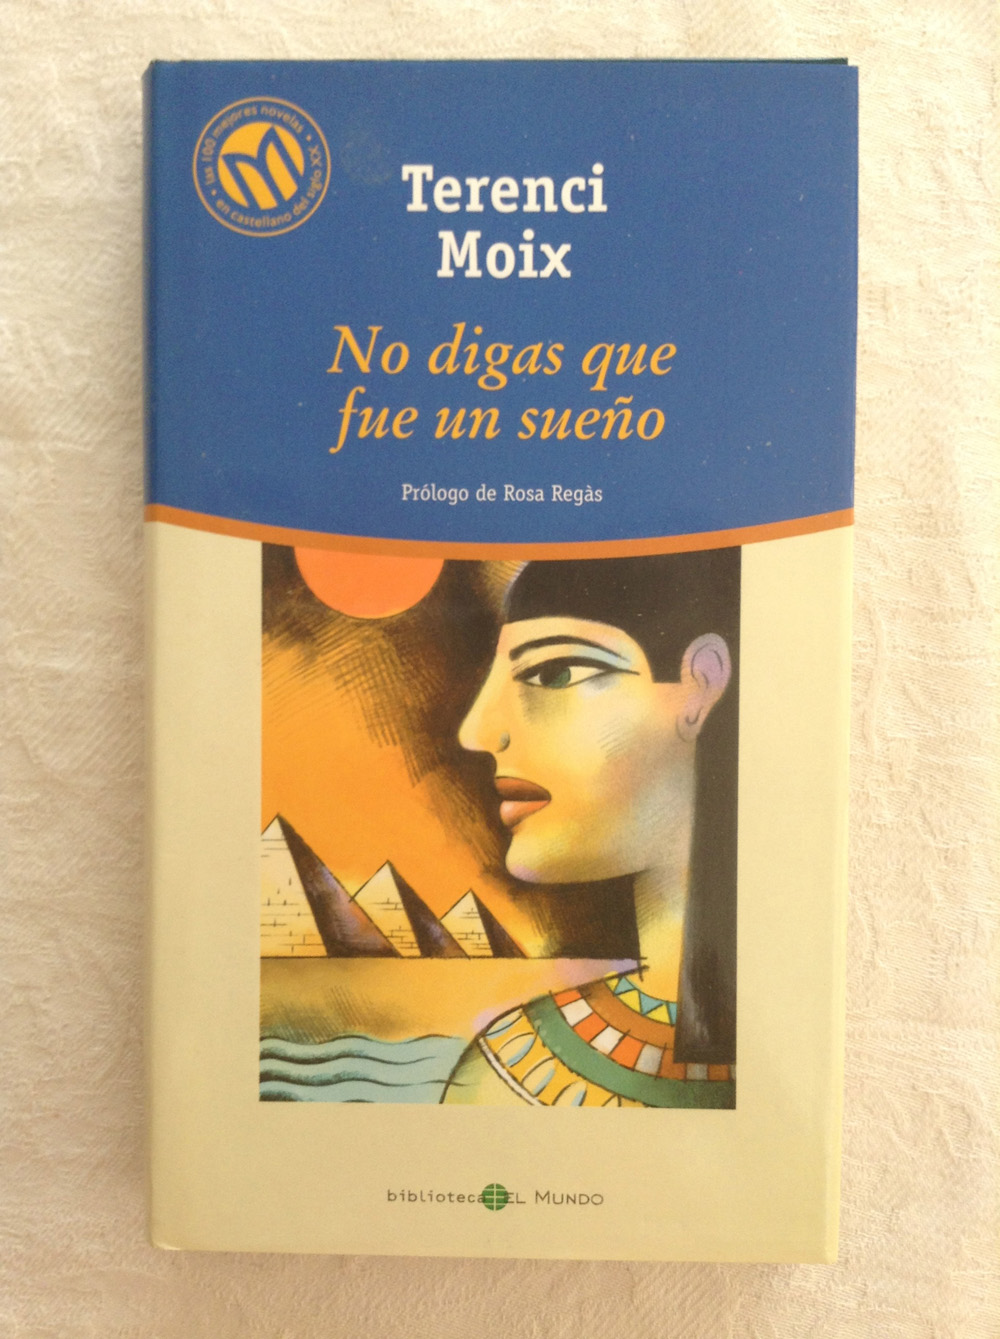 las 100 mejores novelas
en castellano del siglo XX
Terenci
Moix
No digas que
fue un sueño
Prólogo de Rosa Regàs
biblioteca EL MUNDO